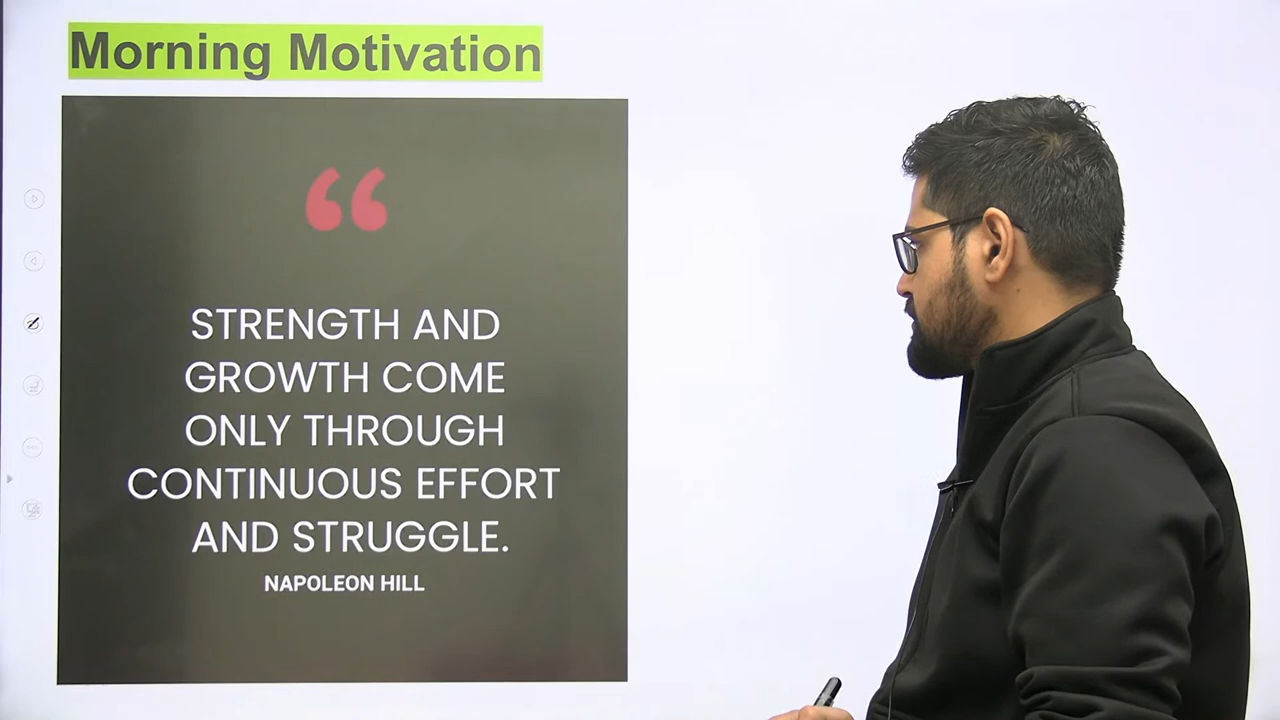 Morning Motivation
“
STRENGTH AND
GROWTH COME
ONLY THROUGH
CONTINUOUS EFFORT
AND STRUGGLE.
NAPOLEON HILL